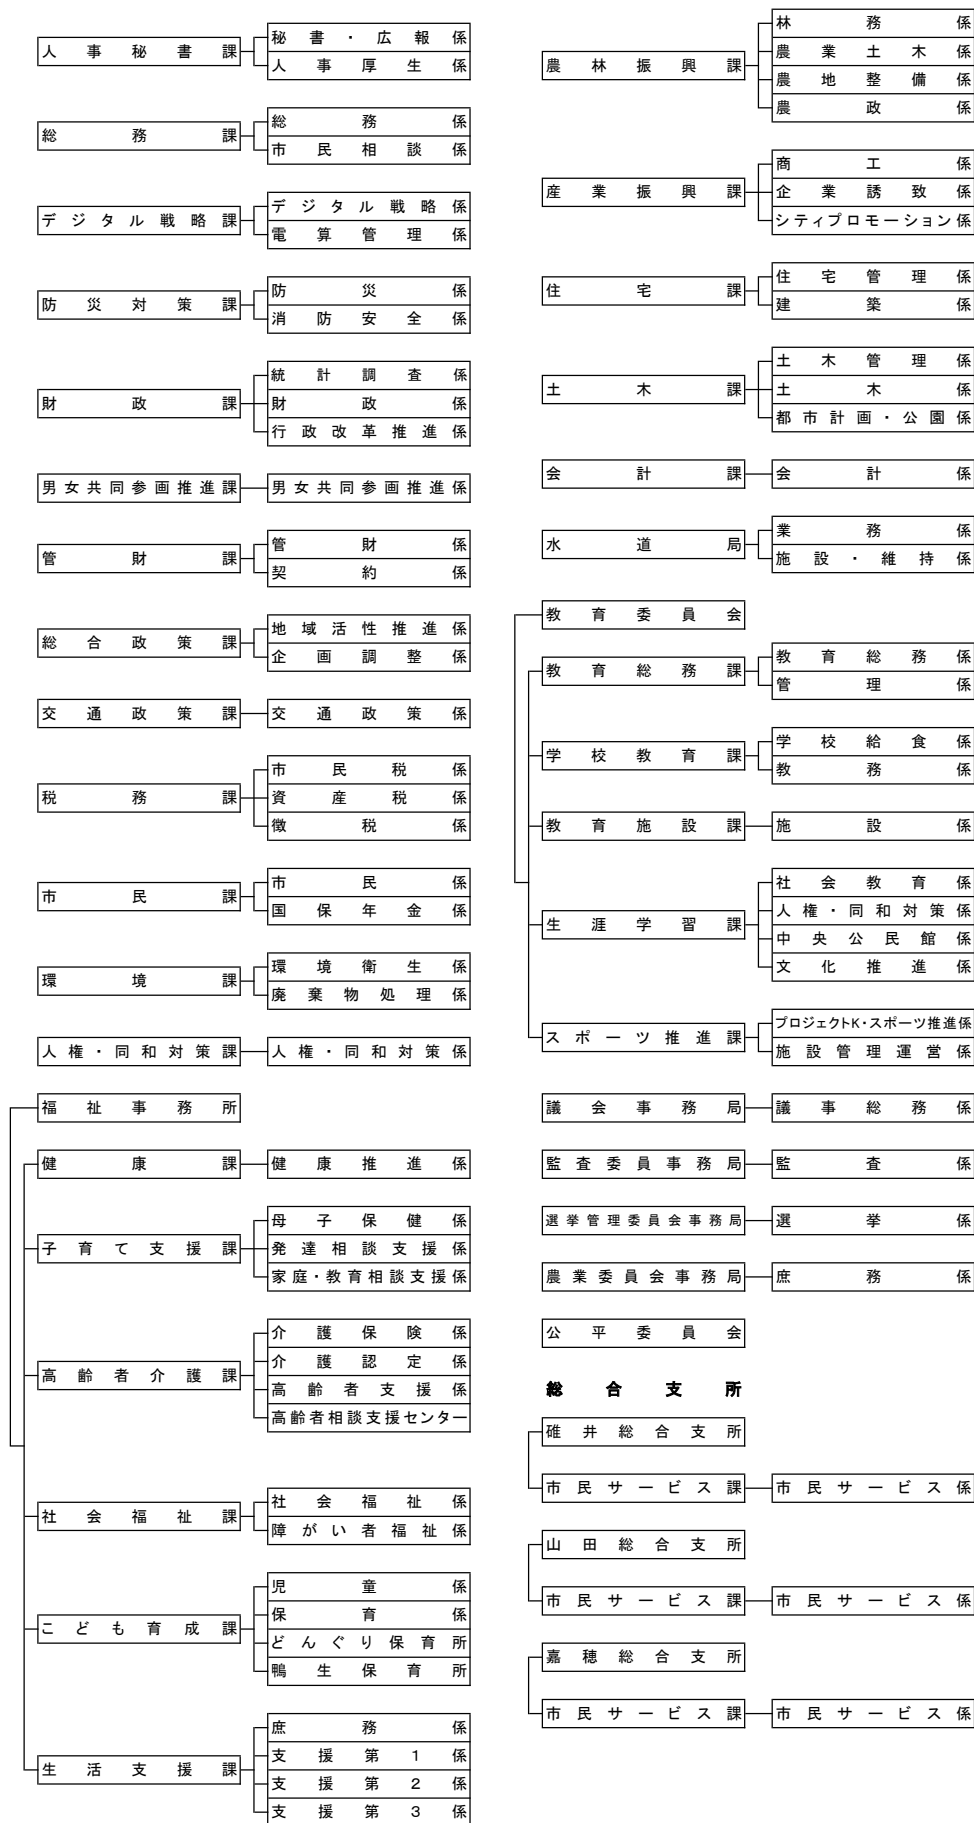 人事秘書課
秘書・広報係
人事厚生係
総務課
総務係
市民相談係
デジタル戦略課
デジタル戦略係
電算管理係
防災対策課
防災係
消防安全係
財政課
統計調査係
財政係
行政改革推進係
男女共同参画推進課
男女共同参画推進係
管財課
管財係
契約係
総合政策課
地域活性推進係
企画調整係
交通政策課
交通政策係
税務課
市民税係
資産税係
徴税係
市民課
市民係
国保年金係
環境課
環境衛生係
廃棄物処理係
人権・同和対策課
人権・同和対策係
福祉事務所
健康課
健康推進係
子育て支援課
母子保健係
発達相談支援係
家庭・教育相談支援係
高齢者介護課
介護保険係
介護認定係
高齢者支援係
高齢者相談支援センター
社会福祉課
社会福祉係
障がい者福祉係
こども育成課
児童係
保育係
どんぐり保育所
鴨生保育所
生活支援課
庶務係
支援第1係
支援第2係
支援第3係
農林振興課
林務係
農業土木係
農地整備係
農政係
産業振興課
商工係
企業誘致係
シティプロモーション係
住宅課
住宅管理係
建築係
土木課
土木管理係
土木係
都市計画・公園係
会計課
会計係
水道局
業務係
施設・維持係
教育委員会
教育総務課
教育総務係
管理係
学校教育課
学校給食係
教務係
教育施設課
施設係
生涯学習課
社会教育係
人権・同和対策係
中央公民館係
文化推進係
スポーツ推進課
プロジェクトK・スポーツ推進係
施設管理運営係
議会事務局
議事総務係
監査委員事務局
監査係
選挙管理委員会事務局
選挙係
農業委員会事務局
庶務係
公平委員会
総合支所
碓井総合支所
市民サービス課
市民サービス係
山田総合支所
市民サービス課
市民サービス係
嘉穂総合支所
市民サービス課
市民サービス係